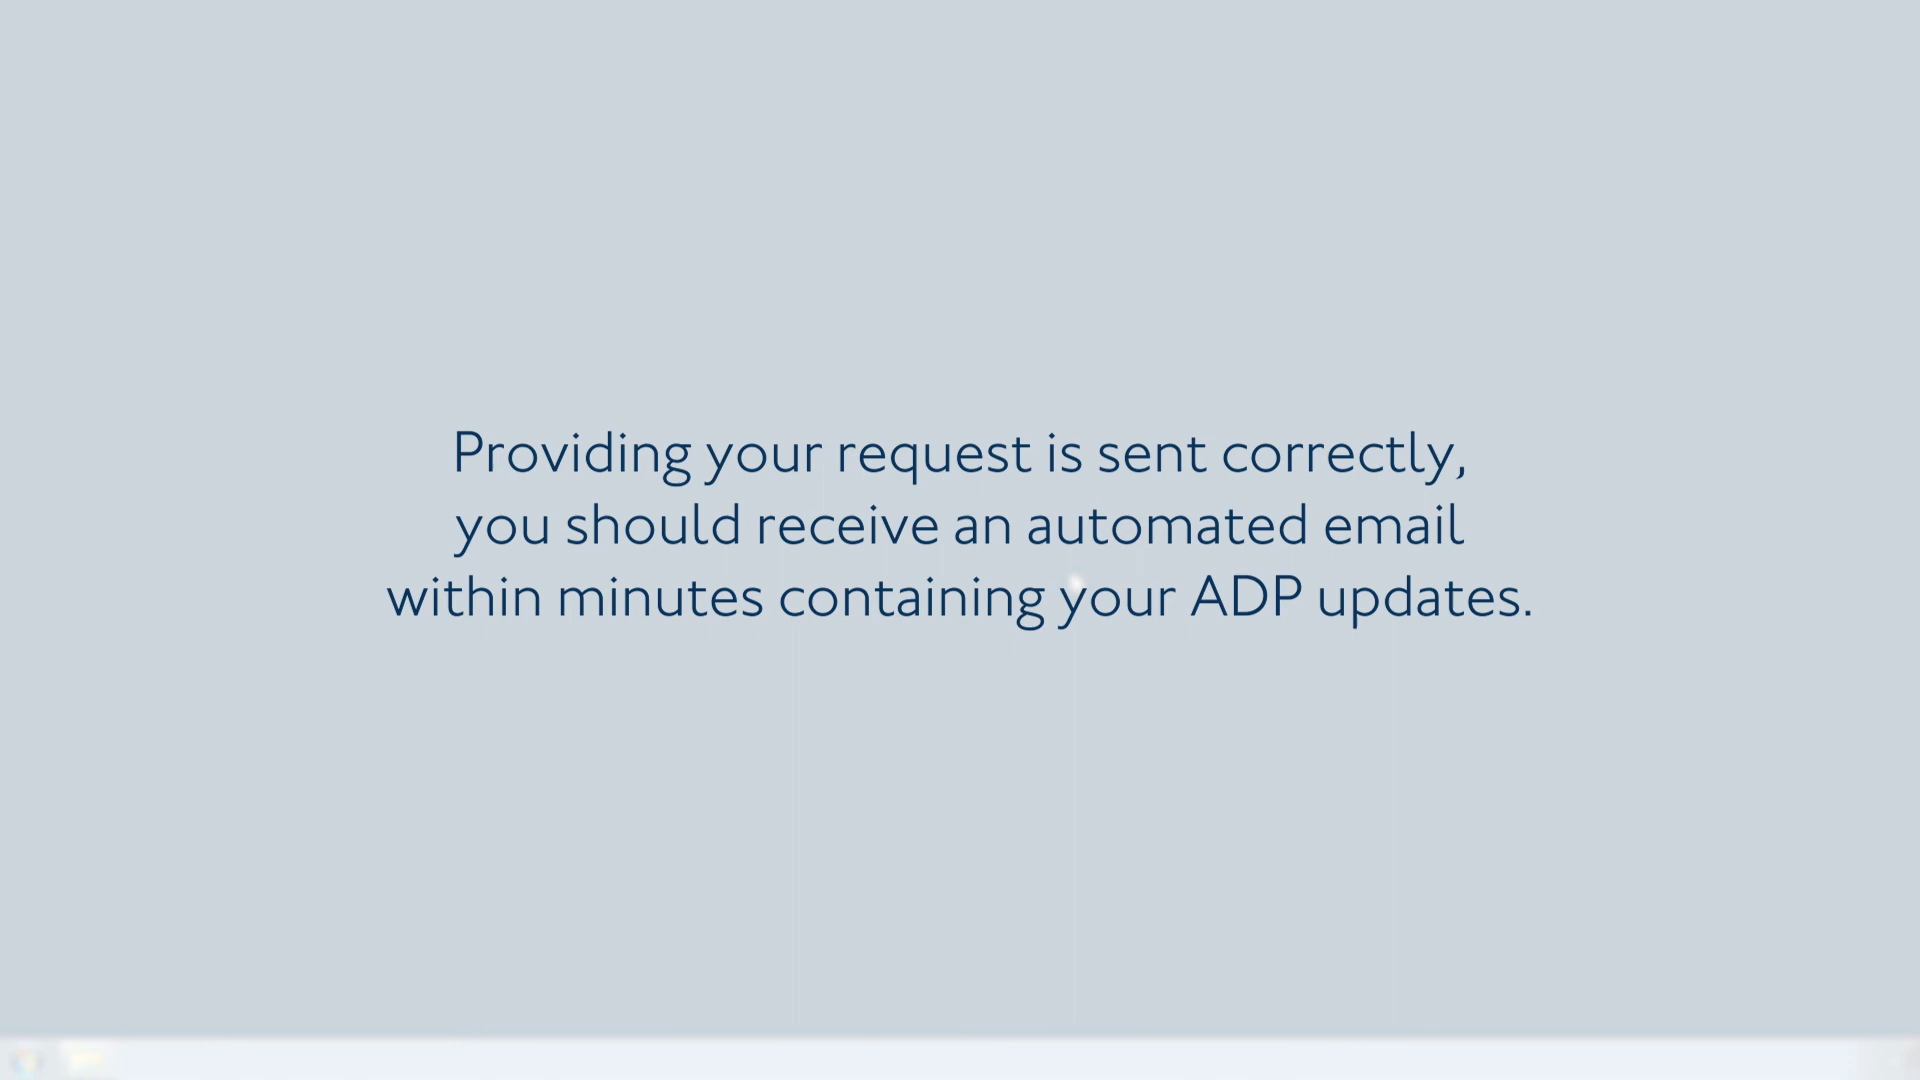 Providing your request is sent correctly,
you should receive an automated email
within minutes containing your ADP updates.